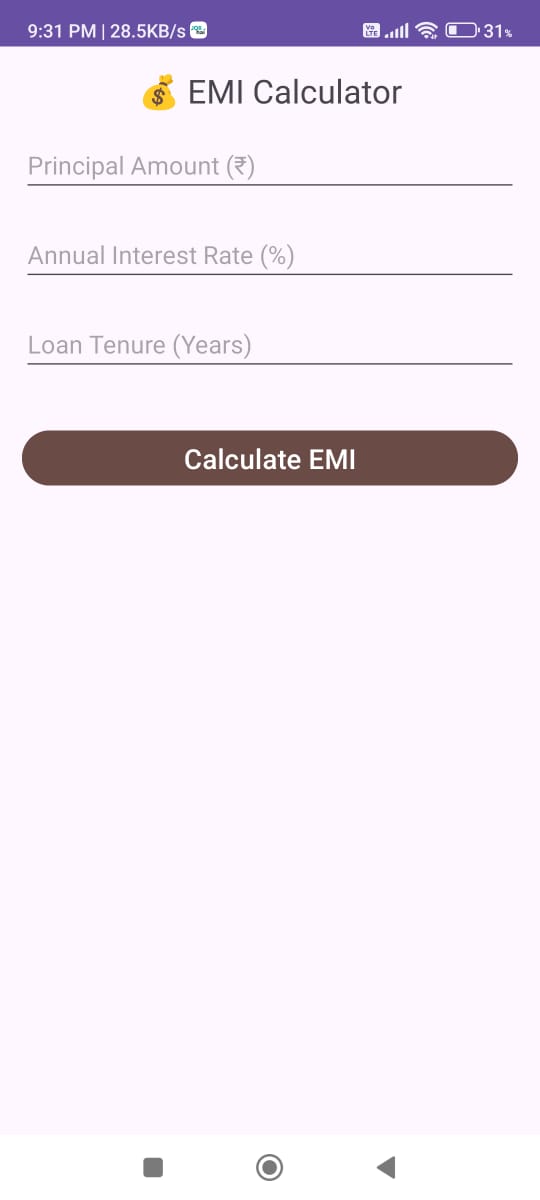 9:31 PM | 28.5KB/s
Vo LTE
31%
💰 EMI Calculator
Principal Amount (₹)
Annual Interest Rate (%)
Loan Tenure (Years)
Calculate EMI